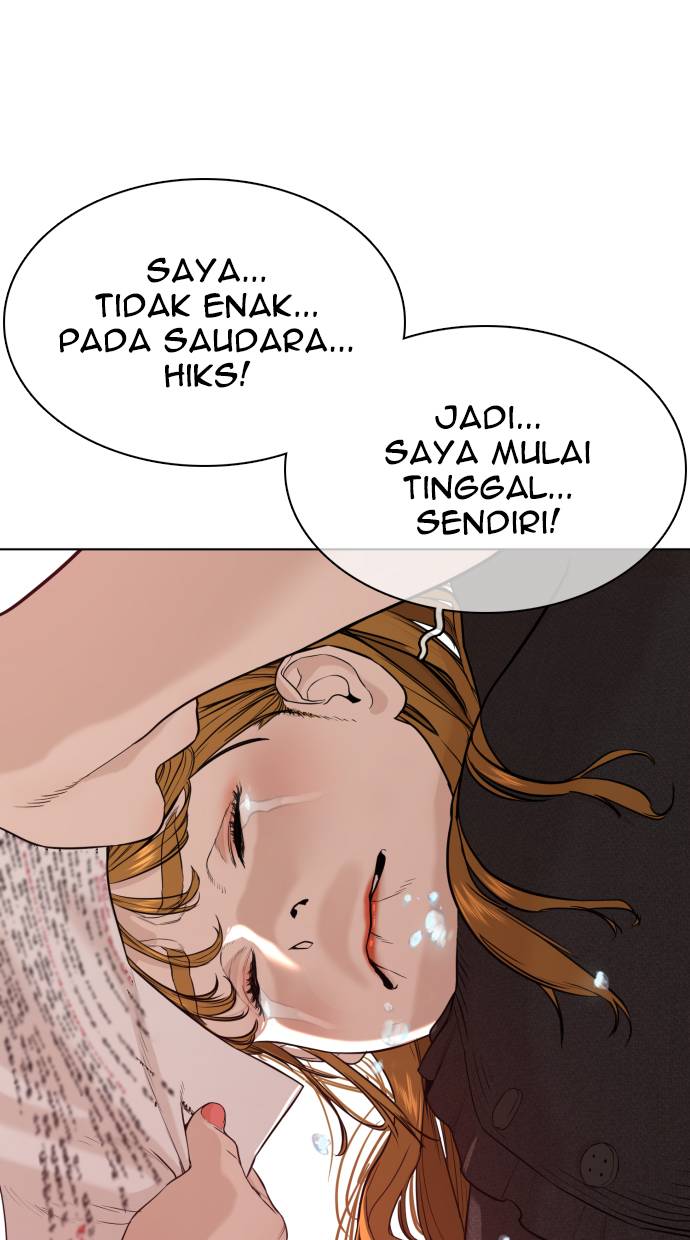 SAYA...
TIDAK ENAK...
PADA SAUDARA...
HIKS!
JADI...
SAYA MULAI
TINGGAL...
SENDIRI!